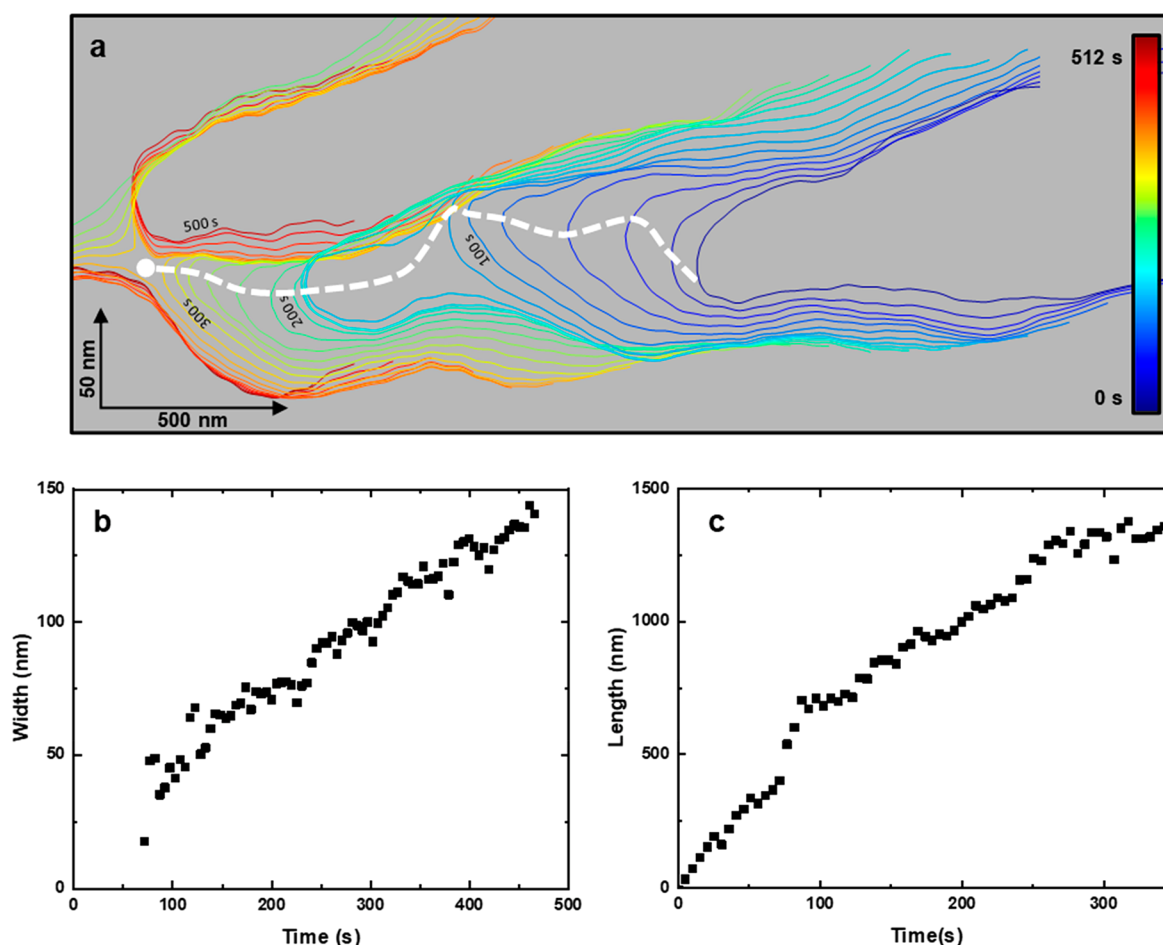 a
512 s
500 s
100 s
200 s
300 s
50 nm
500 nm
0 s
b
150
100
50
0
Width (nm)
0 100 200 300 400 500
Time (s)
c
1500
1000
500
0
Length (nm)
0 100 200 300
Time(s)